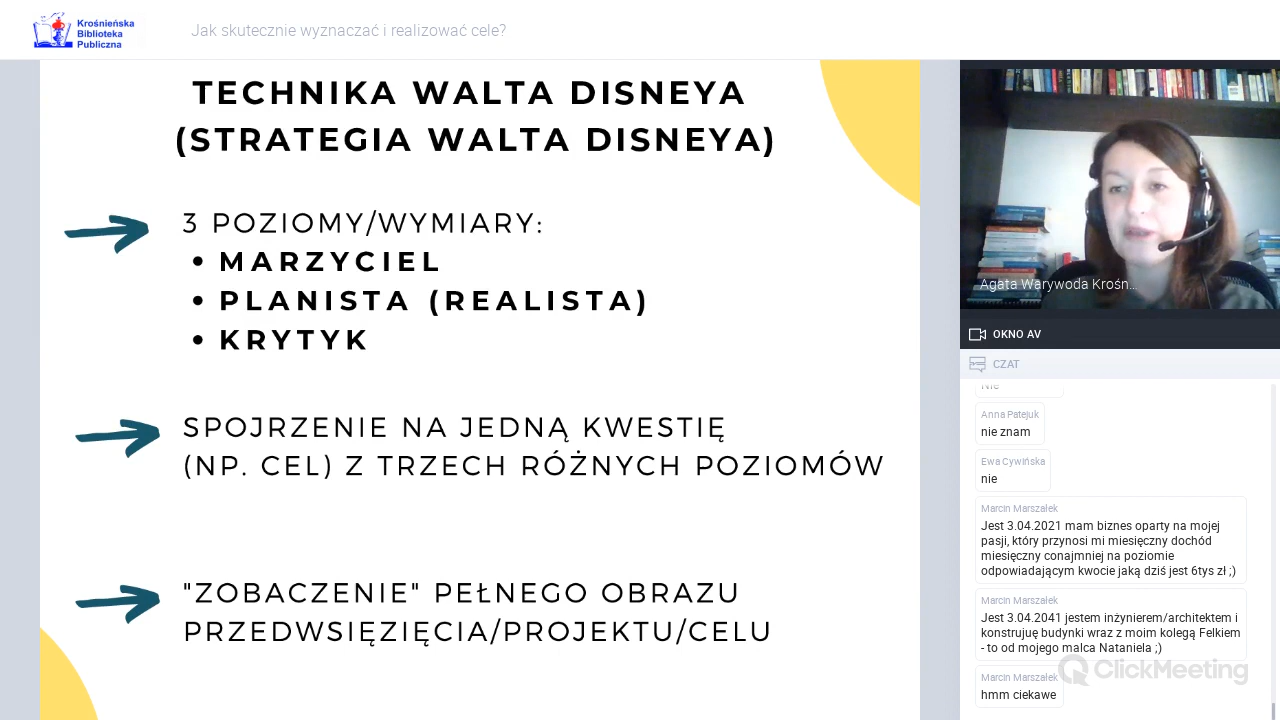 Krośnieńska
Biblioteka
Publiczna
Jak skutecznie wyznaczać i realizować cele?
TECHNIKA WALTA DISNEYA
(STRATEGIA WALTA DISNEYA)
3 POZIOMY/WYMIARY:
• MARZYCIEL
• PLANISTA (REALISTA)
• KRYTYK
SPOJRZENIE NA JEDNĄ KWESTIĘ
(NP. CEL) Z TRZECH RÓŻNYCH POZIOMÓW
"ZOBACZENIE" PEŁNEGO OBRAZU
PRZEDWSIĘZIĘCIA/PROJEKTU/CELU
Agata Warywoda Krośn...
OKNO AV
CZAT
Nie
Anna Patejuk
nie znam
Ewa Cywińska
nie
Marcin Marszałek
Jest 3.04.2021 mam biznes oparty na mojej
pasji, który przynosi mi miesięczny dochód
miesięczny conajmniej na poziomie
odpowiadającym kwocie jaką dziś jest 6tys zł ;)
Marcin Marszałek
Jest 3.04.2041 jestem inżynierem/architektem i
konstruuję budynki wraz z moim kolegą Felkiem
- to od mojego malca Nataniela ;)
Marcin Marszałek
hmm ciekawe
ClickMeeting